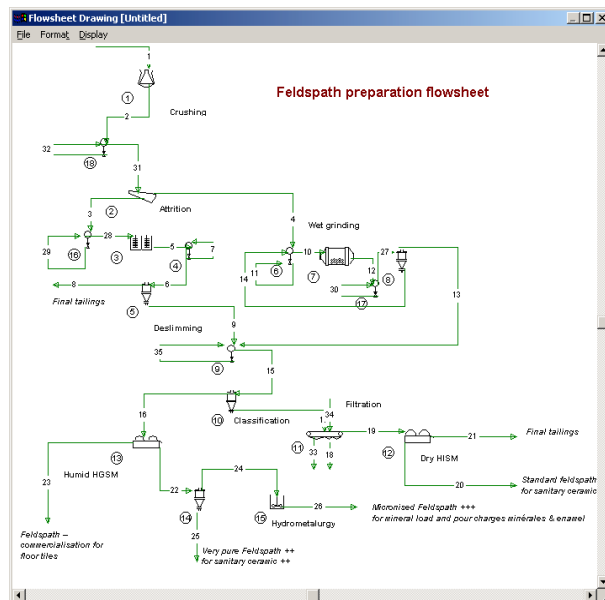 Flowsheet Drawing [Untitled]
File Format Display
Feldspath preparation flowsheet
1
1
2
Crushing
32
18
31
2
Attrition
3
4
Wet grinding
28
29
16
3
5
4
7
10
27
11
6
7
12
8
14
30
17
13
8
6
Final tailings
5
9
Deslimming
35
9
15
16
10
Classification
Filtration
1
34
11
19
33
18
12
21
Final tailings
Dry HISM
20
Standard feldspath
for sanitary ceramic
13
Humid HGSM
23
22
24
14
15
Hydrometalurgy
26
Micronised Feldspath +++
for mineral load and pour charges minérales & enamel
25
Feldspath –
commercialisation for
floor tiles
Very pure Feldspath ++
for sanitary ceramic ++